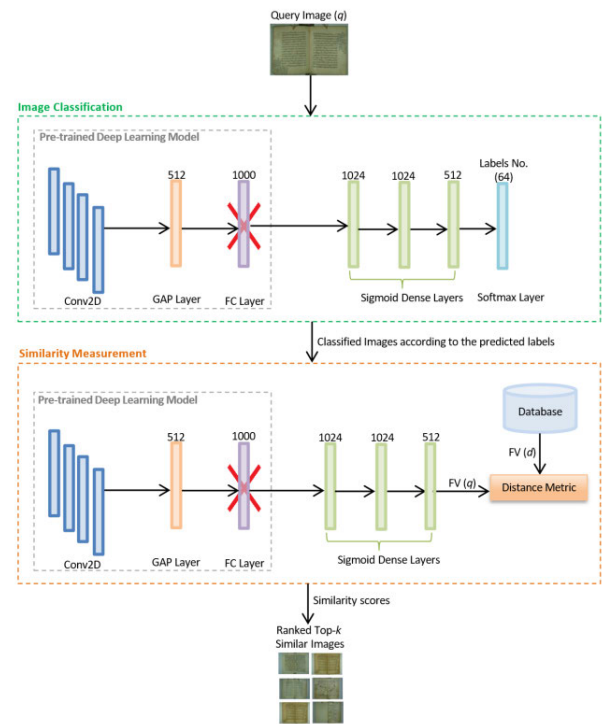 Query Image (q)
Image Classification
Pre-trained Deep Learning Model
512
1000
1024
1024
512
Labels No.
(64)
Conv2D
GAP Layer
FC Layer
Sigmoid Dense Layers
Softmax Layer
Classified Images according to the predicted labels
Similarity Measurement
Pre-trained Deep Learning Model
512
1000
1024
1024
512
Database
FV (d)
FV (q)
Distance Metric
Conv2D
GAP Layer
FC Layer
Sigmoid Dense Layers
Similarity scores
Ranked Top-k
Similar Images